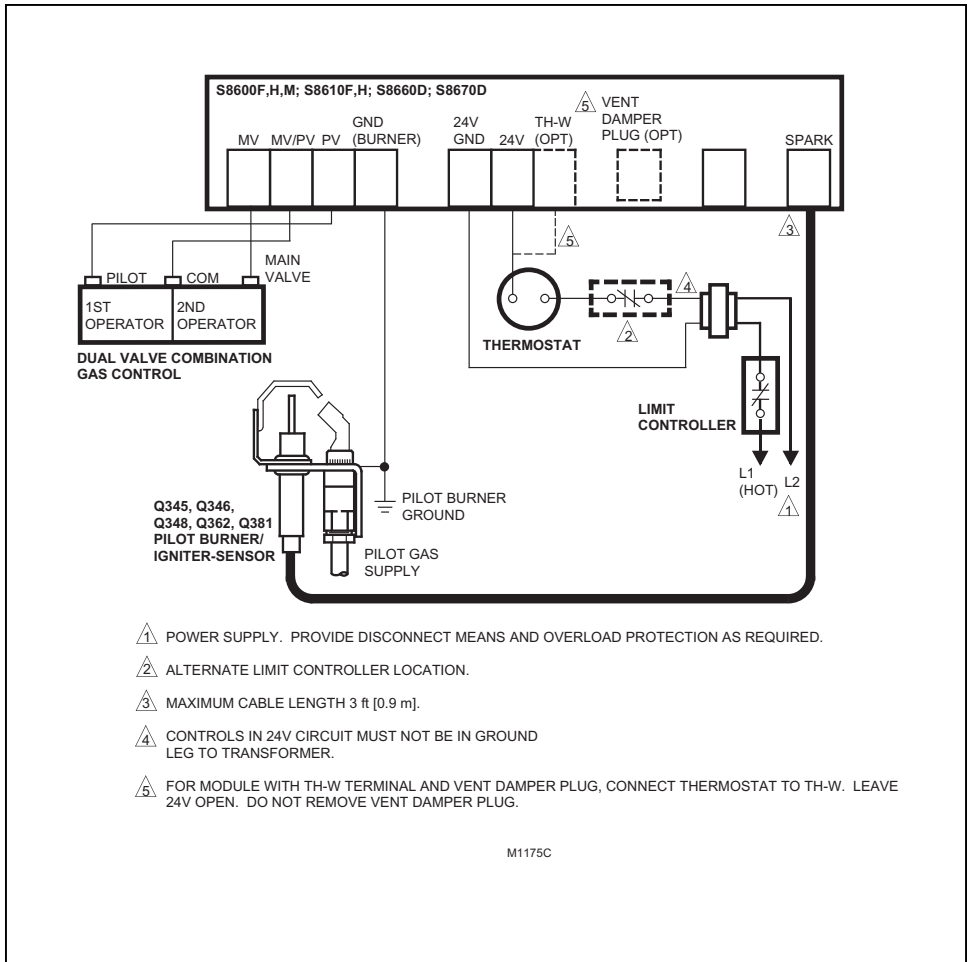 S8600F,H,M; S8610F,H; S8660D; S8670D
MV MV/PV PV
GND
(BURNER)
24V
GND
24V
TH-W
(OPT)
5
VENT
DAMPER
PLUG (OPT)
SPARK
3
5
MAIN
VALVE
PILOT
COM
1ST
OPERATOR
2ND
OPERATOR
DUAL VALVE COMBINATION
GAS CONTROL
THERMOSTAT
2
4
LIMIT
CONTROLLER
L1
(HOT)
L2
1
Q345, Q346,
Q348, Q362, Q381
PILOT BURNER/
IGNITER-SENSOR
PILOT BURNER
GROUND
PILOT GAS
SUPPLY
1 POWER SUPPLY. PROVIDE DISCONNECT MEANS AND OVERLOAD PROTECTION AS REQUIRED.
2 ALTERNATE LIMIT CONTROLLER LOCATION.
3 MAXIMUM CABLE LENGTH 3 ft [0.9 m].
4 CONTROLS IN 24V CIRCUIT MUST NOT BE IN GROUND
LEG TO TRANSFORMER.
5 FOR MODULE WITH TH-W TERMINAL AND VENT DAMPER PLUG, CONNECT THERMOSTAT TO TH-W. LEAVE
24V OPEN. DO NOT REMOVE VENT DAMPER PLUG.
M1175C